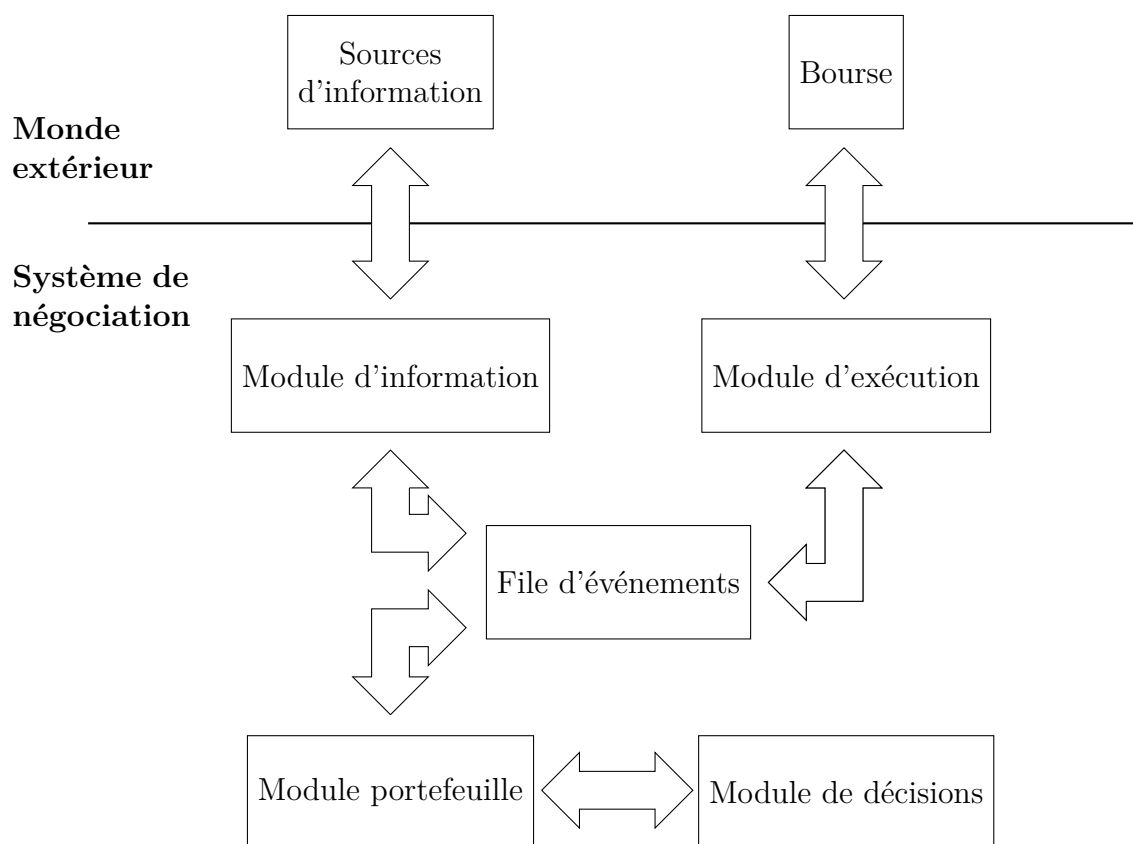 Sources
d'information
Bourse
Monde
extérieur
Système de
négociation
Module d'information
Module d'exécution
File d'événements
Module portefeuille
Module de décisions